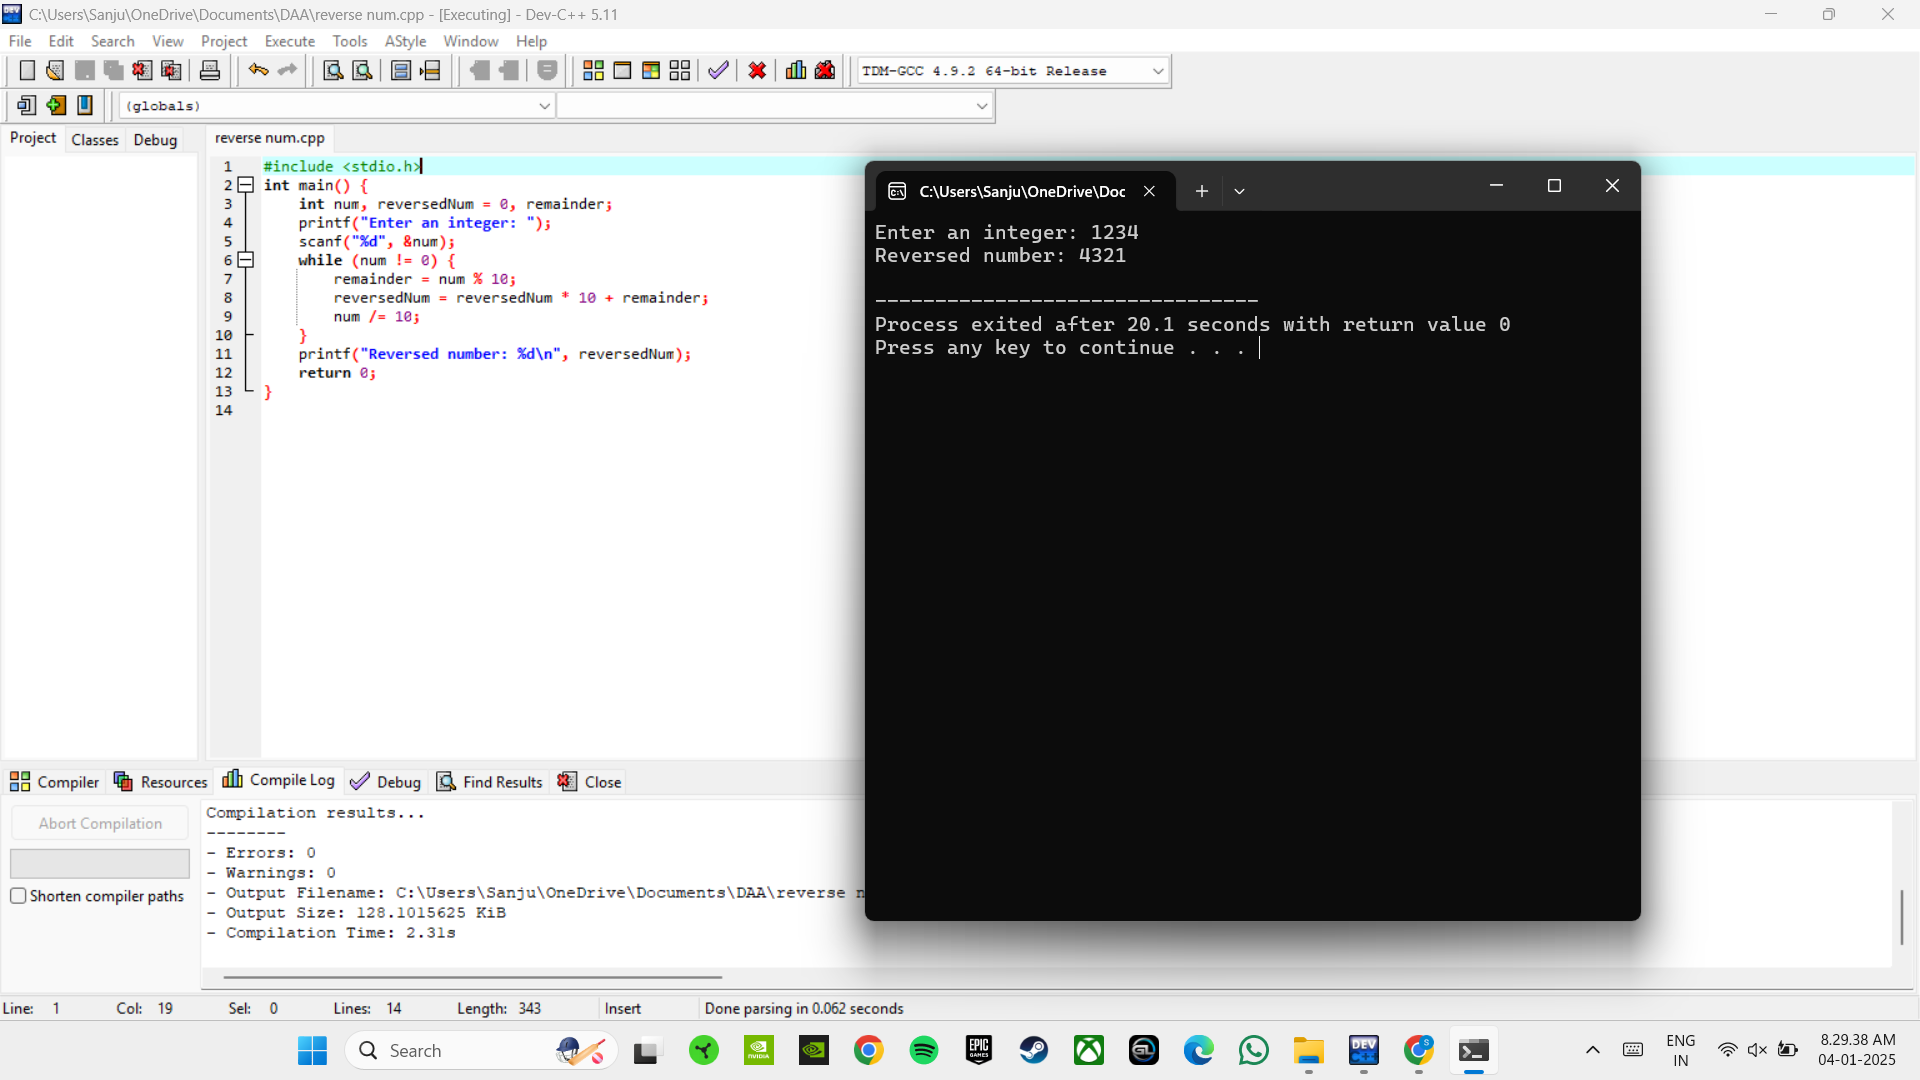 C:\Users\Sanju\OneDrive\Documents\DAA\reverse num.cpp - [Executing] - Dev-C++ 5.11
File Edit Search View Project Execute Tools AStyle Window Help
TDM-GCC 4.9.2 64-bit Release
(globals)
Project Classes Debug
reverse num.cpp
1 #include <stdio.h>
2 int main() {
3 int num, reversedNum = 0, remainder;
4 printf("Enter an integer: ");
5 scanf("%d", &num);
6 while (num != 0) {
7 remainder = num % 10;
8 reversedNum = reversedNum * 10 + remainder;
9 num /= 10;
10 }
11 printf("Reversed number: %d\n", reversedNum);
12 return 0;
13 }
14
C:\Users\Sanju\OneDrive\Doc
Enter an integer: 1234
Reversed number: 4321
--------------------------------
Process exited after 20.1 seconds with return value 0
Press any key to continue . . .
Compiler Resources Compile Log Debug Find Results Close
Abort Compilation
Shorten compiler paths
Compilation results...
--------
- Errors: 0
- Warnings: 0
- Output Filename: C:\Users\Sanju\OneDrive\Documents\DAA\reverse n
- Output Size: 128.1015625 KiB
- Compilation Time: 2.31s
Line: 1 Col: 19 Sel: 0 Lines: 14 Length: 343 Insert Done parsing in 0.062 seconds
Search
NVIDIA
EPIC GAMES
DEV C++
S
ENG
IN
8.29.38 AM
04-01-2025